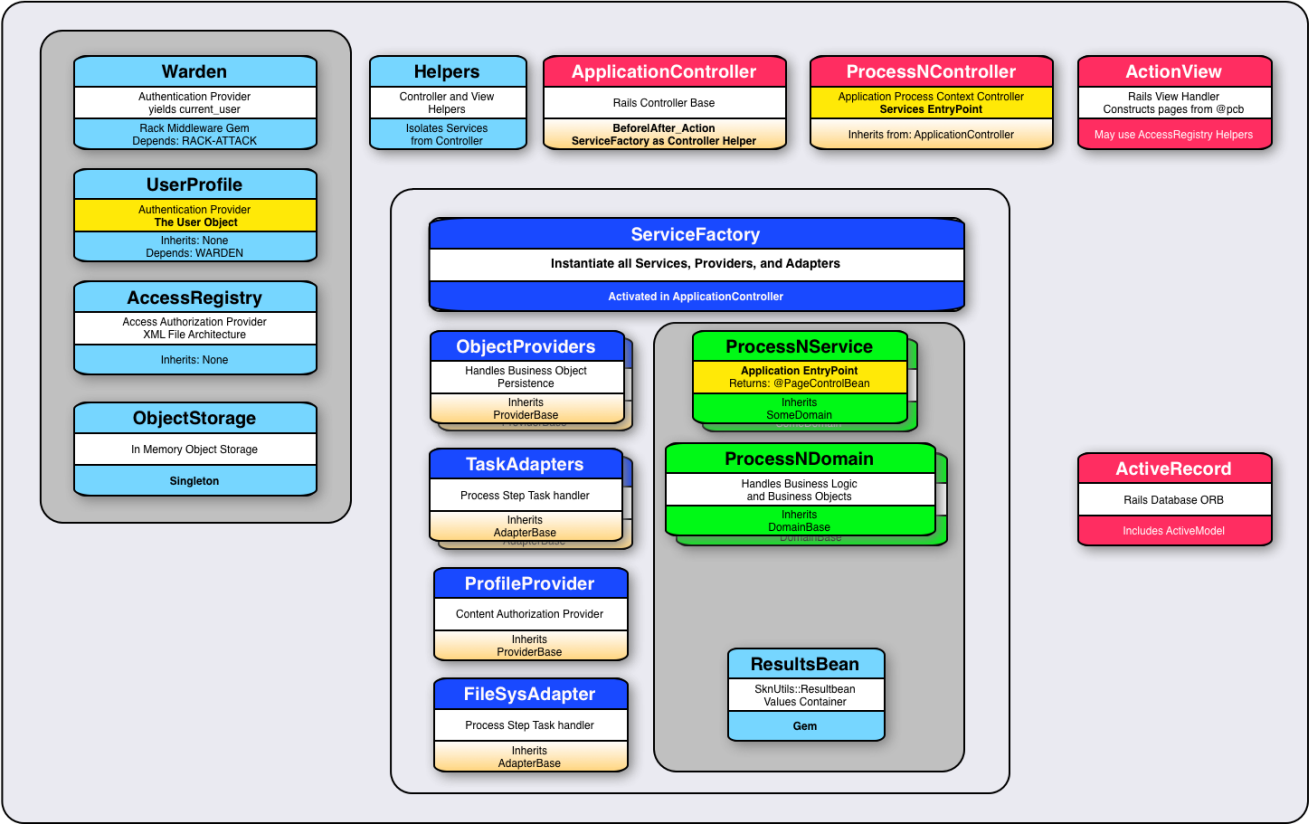 Warden
Authentication Provider
yields current_user
Rack Middleware Gem
Depends: RACK-ATTACK
UserProfile
Authentication Provider
The User Object
Inherits: None
Depends: WARDEN
AccessRegistry
Access Authorization Provider
XML File Architecture
Inherits: None
ObjectStorage
In Memory Object Storage
Singleton
Helpers
Controller and View
Helpers
Isolates Services
from Controller
ApplicationController
Rails Controller Base
Before|After_Action
ServiceFactory as Controller Helper
ProcessNController
Application Process Context Controller
Services EntryPoint
Inherits from: ApplicationController
ActionView
Rails View Handler
Constructs pages from @pcb
May use AccessRegistry Helpers
ServiceFactory
Instantiate all Services, Providers, and Adapters
Activated in ApplicationController
ObjectProviders
Handles Business Object
Persistence
Inherits
ProviderBase
ProviderBase
TaskAdapters
Process Step Task handler
Inherits
AdapterBase
AdapterBase
ProfileProvider
Content Authorization Provider
Inherits
ProviderBase
FileSysAdapter
Process Step Task handler
Inherits
AdapterBase
ProcessNService
Application EntryPoint
Returns: @PageControlBean
Inherits
SomeDomain
SomeDomain
ProcessNDomain
Handles Business Logic
and Business Objects
Inherits
DomainBase
DomainBase
ResultsBean
SknUtils::Resultbean
Values Container
Gem
ActiveRecord
Rails Database ORB
Includes ActiveModel